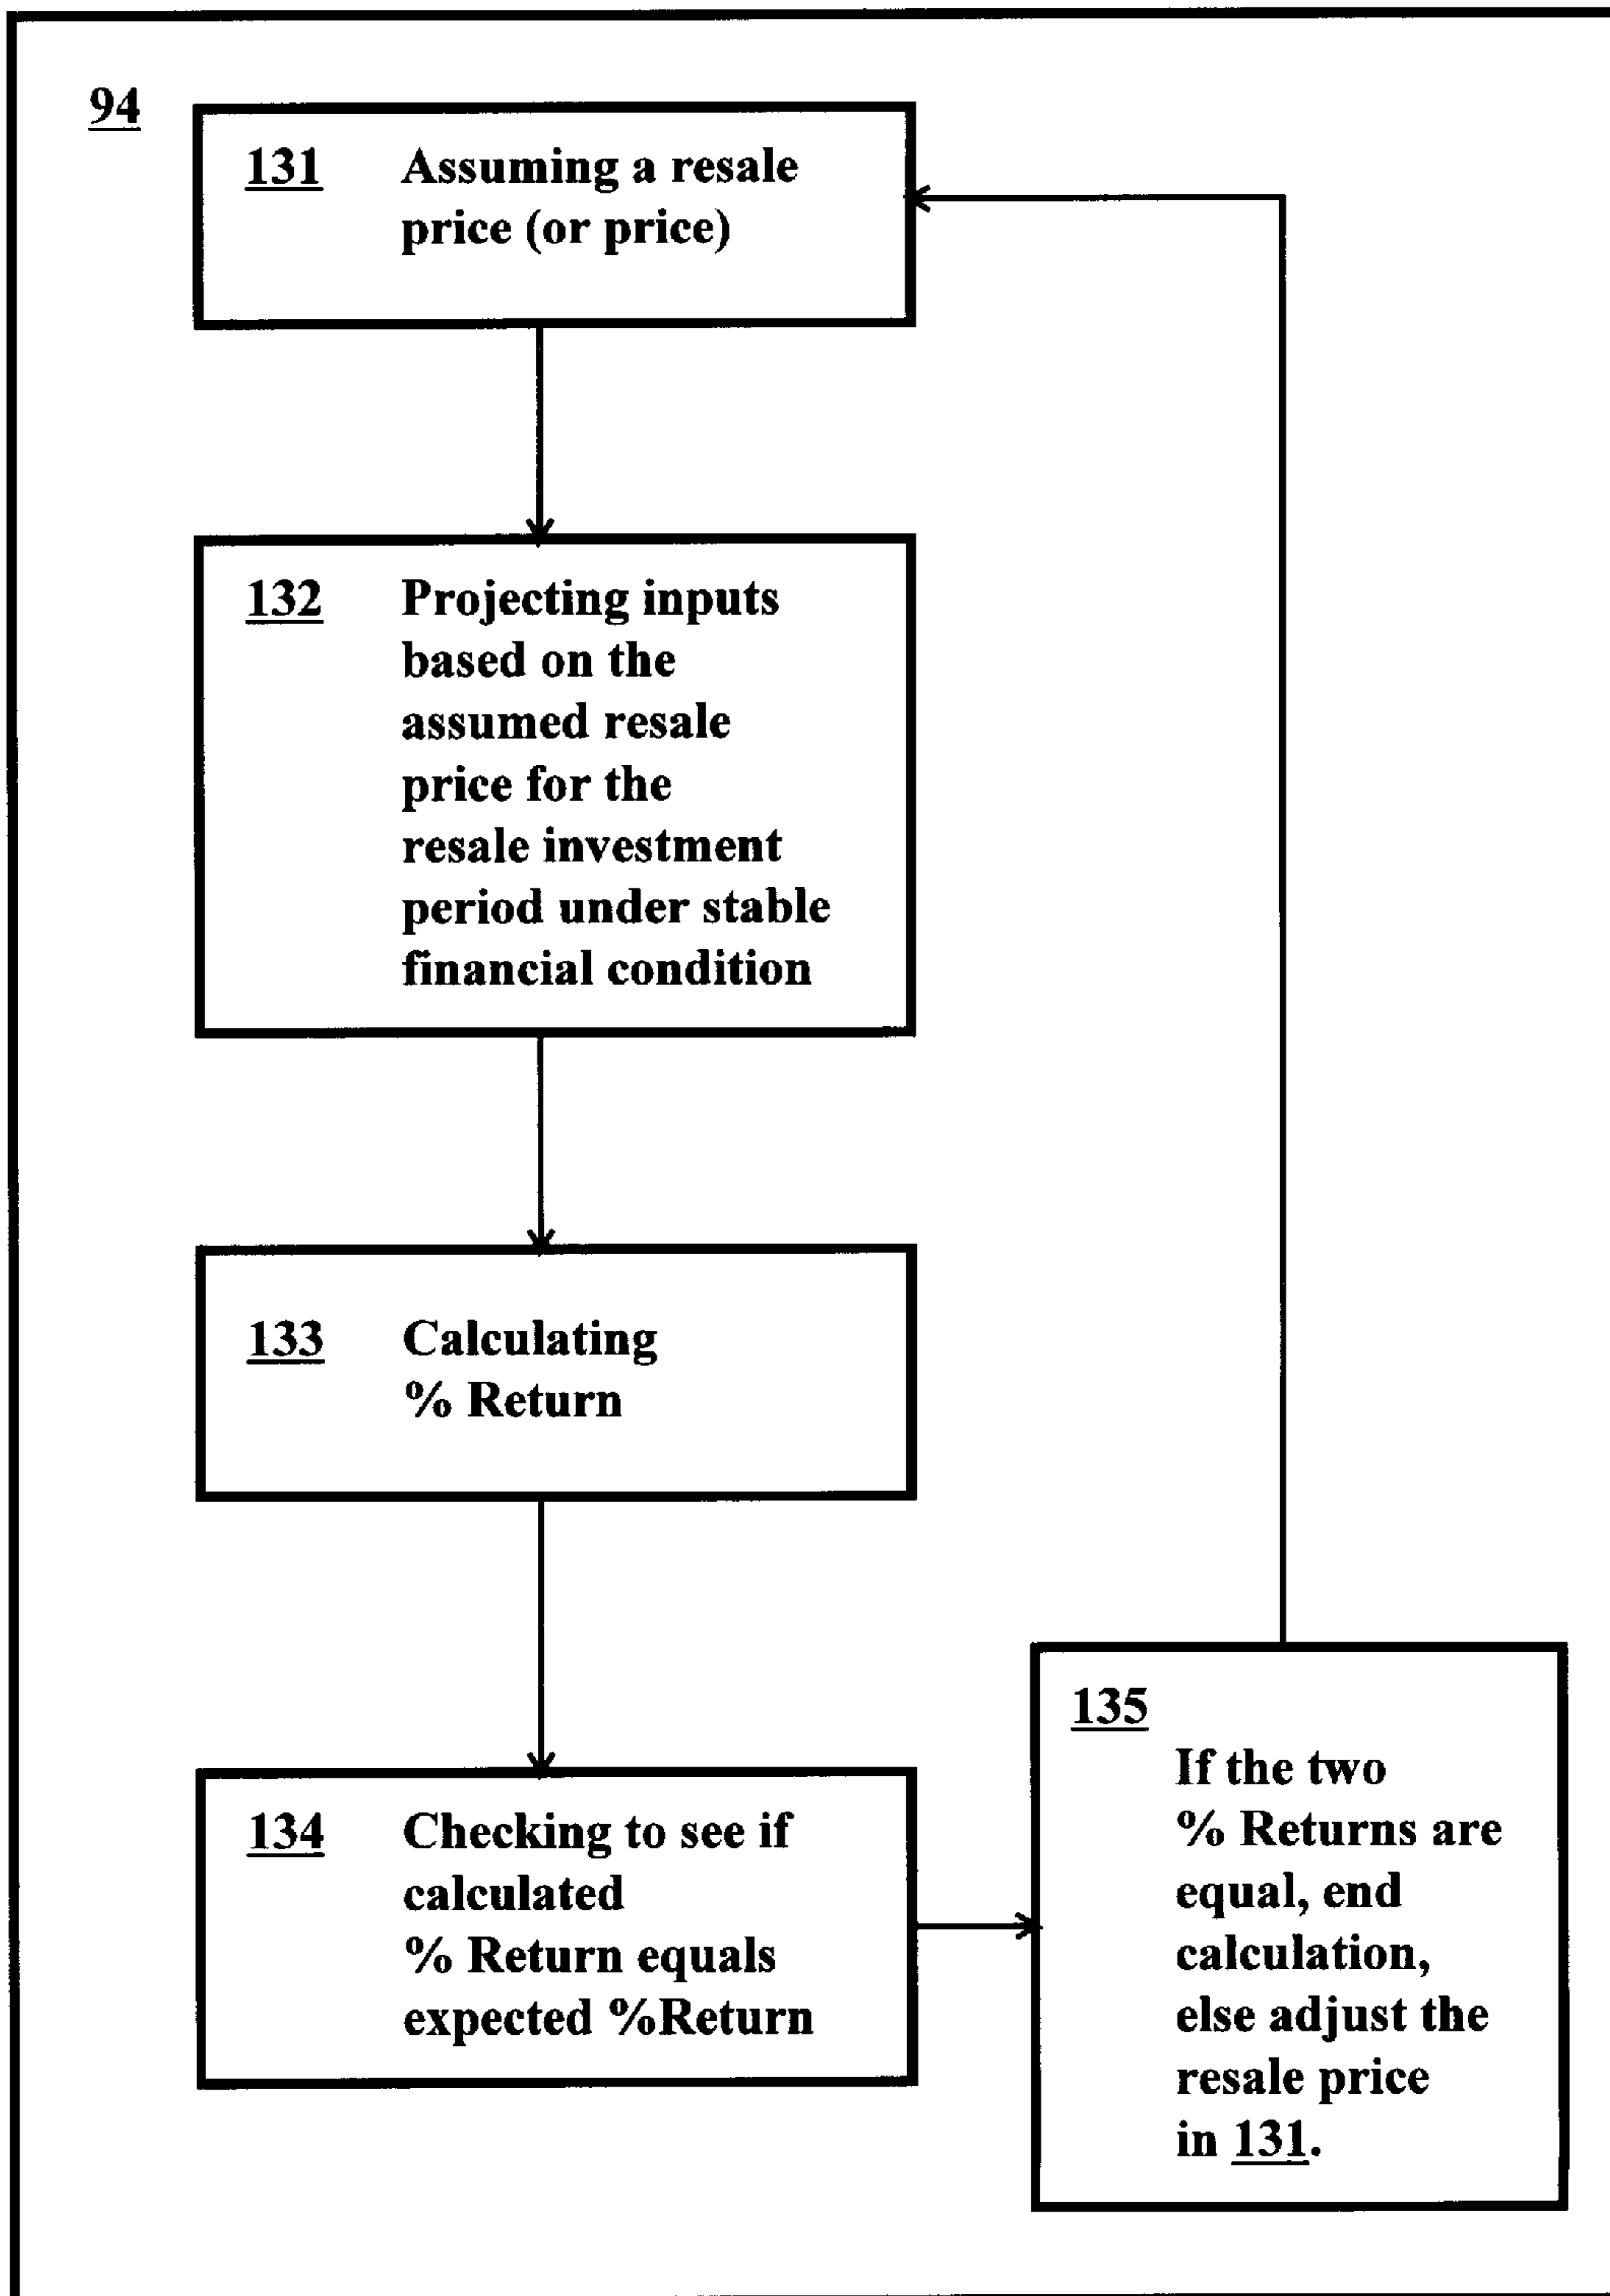 94
131 Assuming a resale
price (or price)
132 Projecting inputs
based on the
assumed resale
price for the
resale investment
period under stable
financial condition
133 Calculating
% Return
134 Checking to see if
calculated
% Return equals
expected %Return
135
If the two
% Returns are
equal, end
calculation,
else adjust the
resale price
in 131.